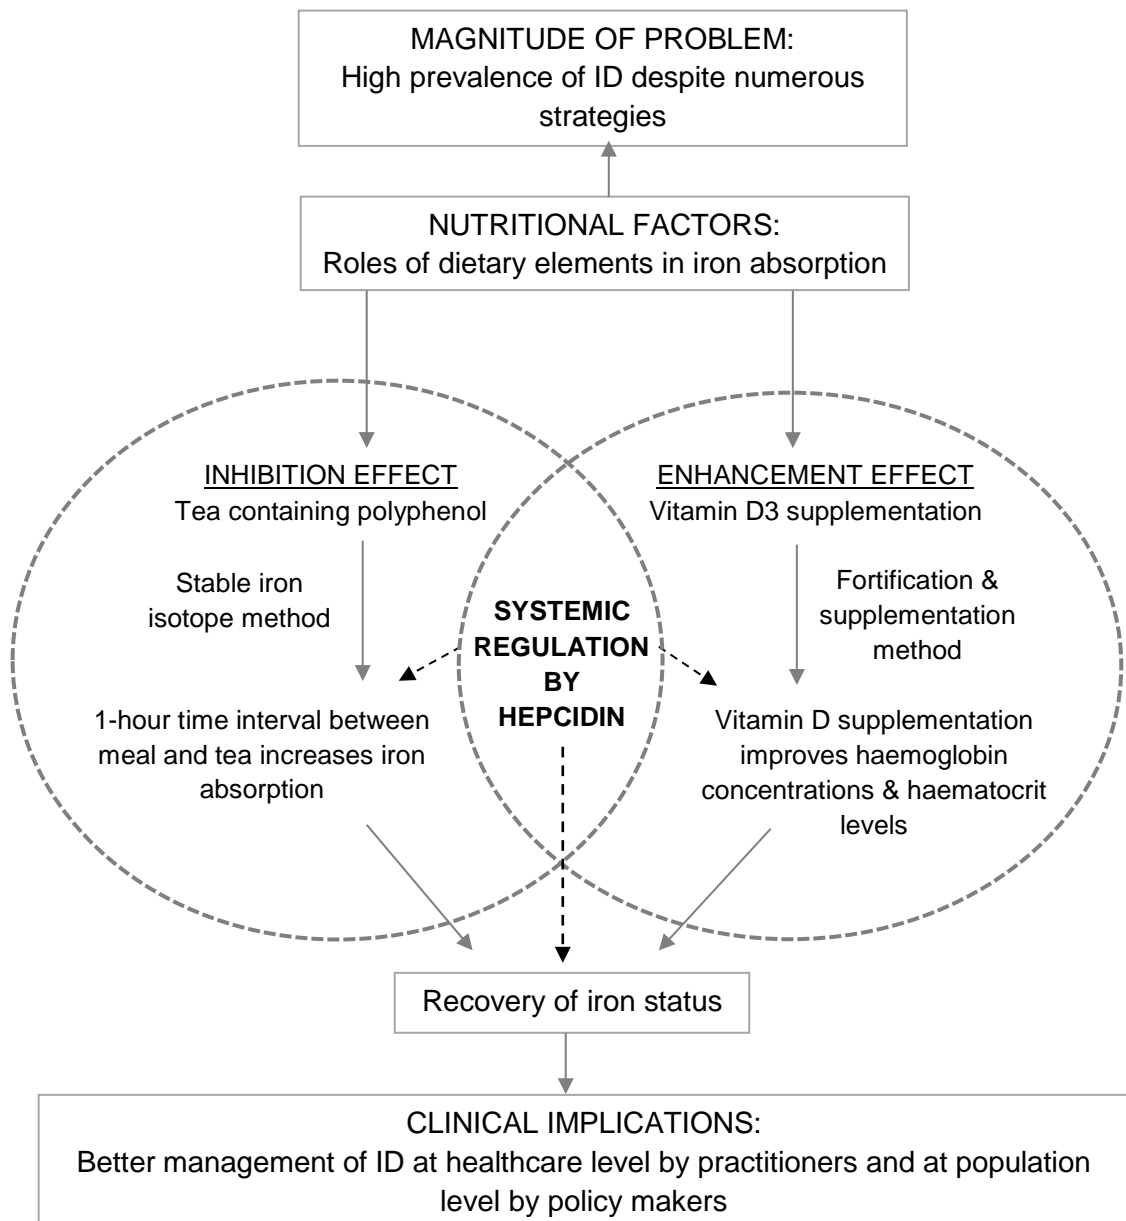 MAGNITUDE OF PROBLEM:
High prevalence of ID despite numerous
strategies
NUTRITIONAL FACTORS:
Roles of dietary elements in iron absorption
INHIBITION EFFECT
Tea containing polyphenol
Stable iron
isotope method
1-hour time interval between
meal and tea increases iron
absorption
SYSTEMIC
REGULATION
BY
HEPCIDIN
ENHANCEMENT EFFECT
Vitamin D3 supplementation
Fortification &
supplementation
method
Vitamin D supplementation
improves haemoglobin
concentrations & haematocrit
levels
Recovery of iron status
CLINICAL IMPLICATIONS:
Better management of ID at healthcare level by practitioners and at population
level by policy makers